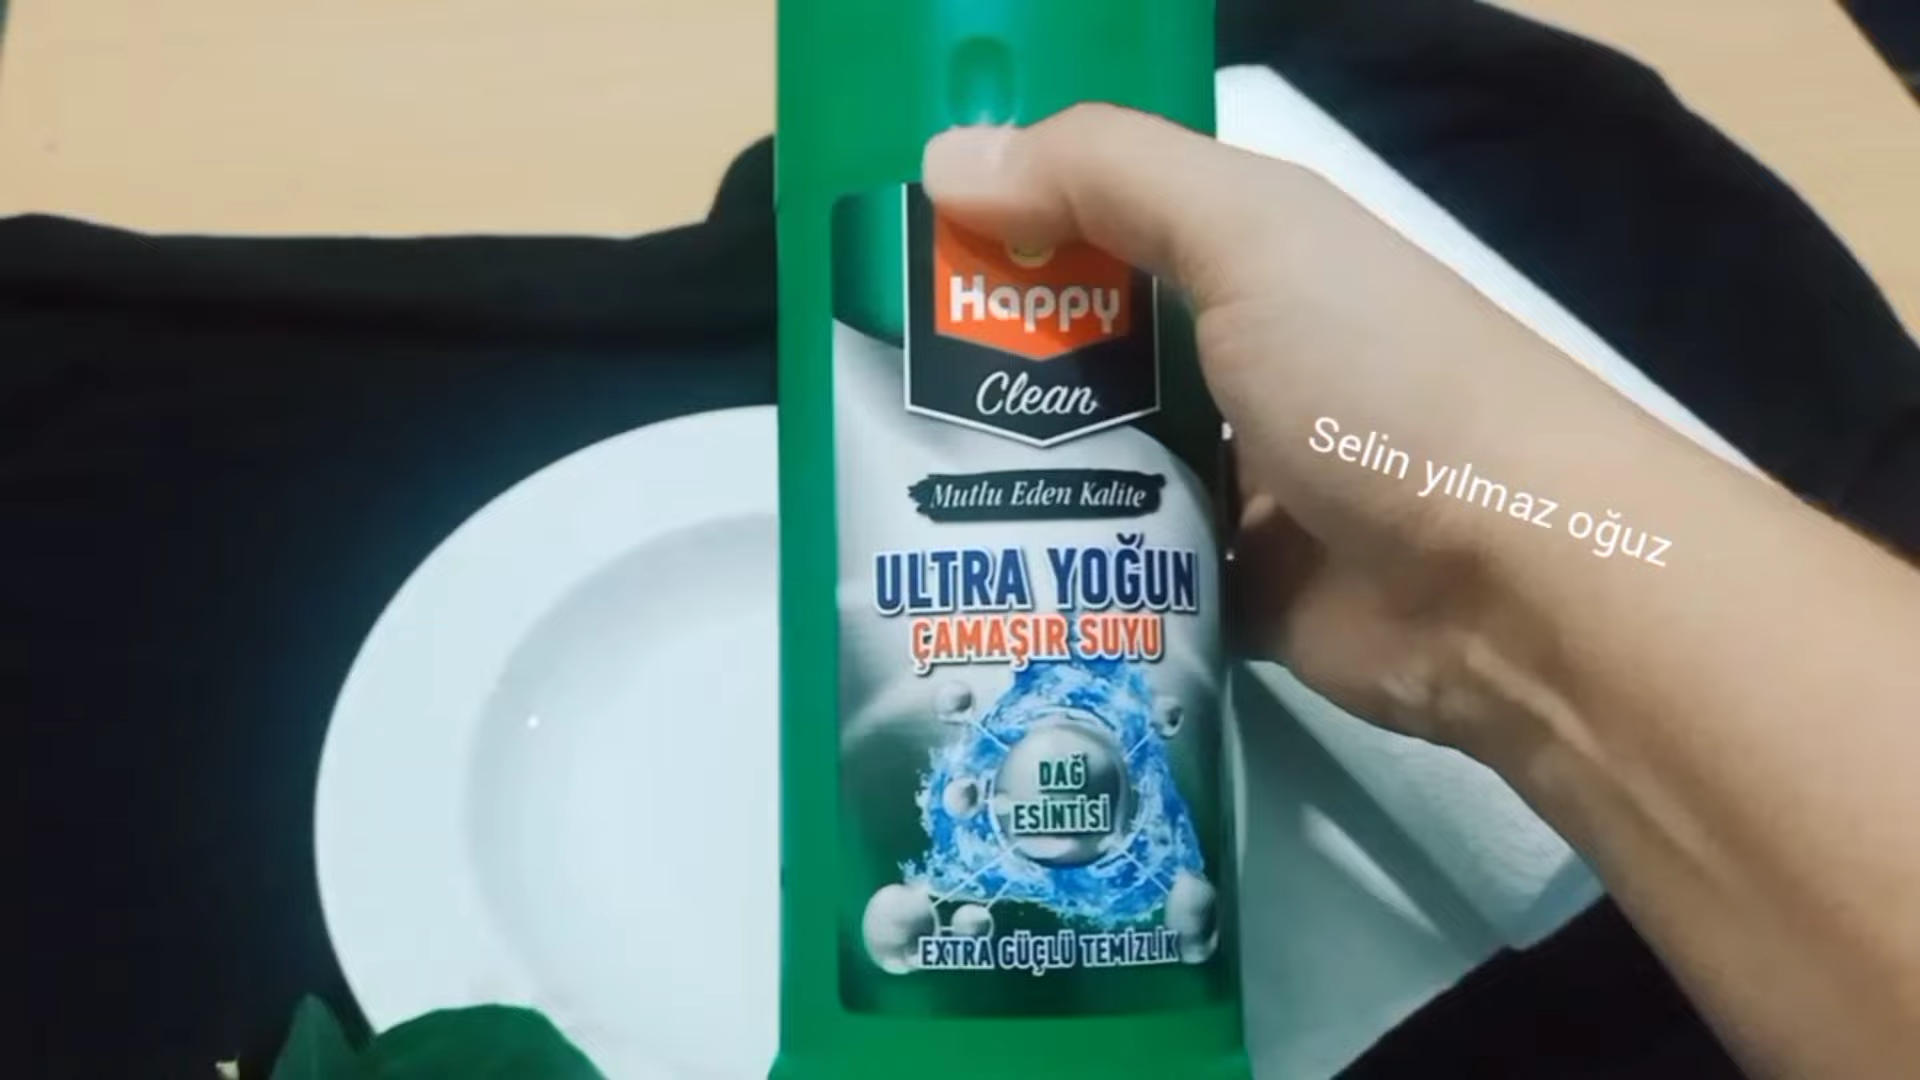 Happy
Clean
Mutlu Eden Kalite
ULTRA YOĞUN
ÇAMAŞIR SUYU
DAĞ
ESİNTİSİ
EXTRA GÜÇLÜ TEMİZLİK
Selin yılmaz oğuz